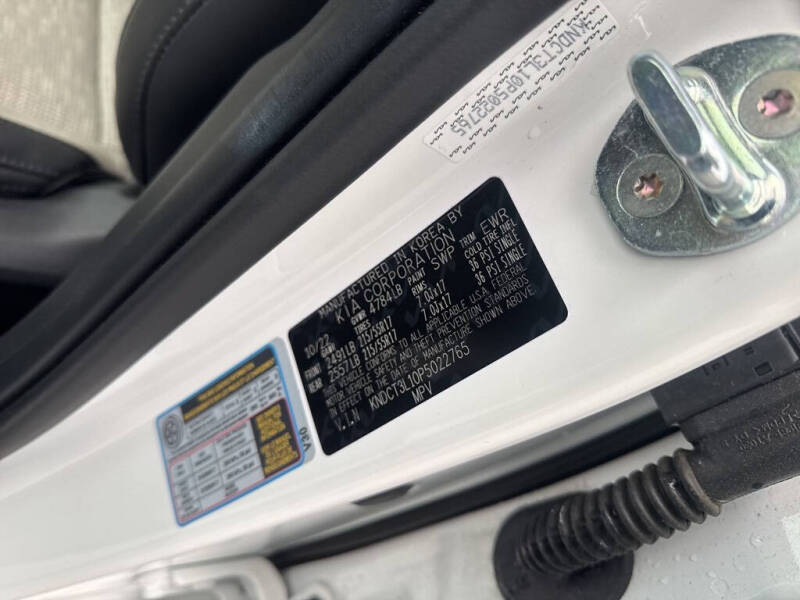 KNDCT3L10P5022765
MANUFACTURED IN KOREA BY
KIA CORPORATION
10/22 GVWR 4784LB PAINT SWP TRIM EWR
GAWR TIRES RIMS COLD TIRE INFL
FRONT 2491LB 215/55R17 7.0Jx17 36 PSI SINGLE
REAR 2557LB 215/55R17 7.0Jx17 36 PSI SINGLE
THIS VEHICLE CONFORMS TO ALL APPLICABLE U.S.A FEDERAL
MOTOR VEHICLE SAFETY AND THEFT PREVENTION STANDARDS
IN EFFECT ON THE DATE OF MANUFACTURE SHOWN ABOVE.
V.I.N KNDCT3L10P5022765
MPV